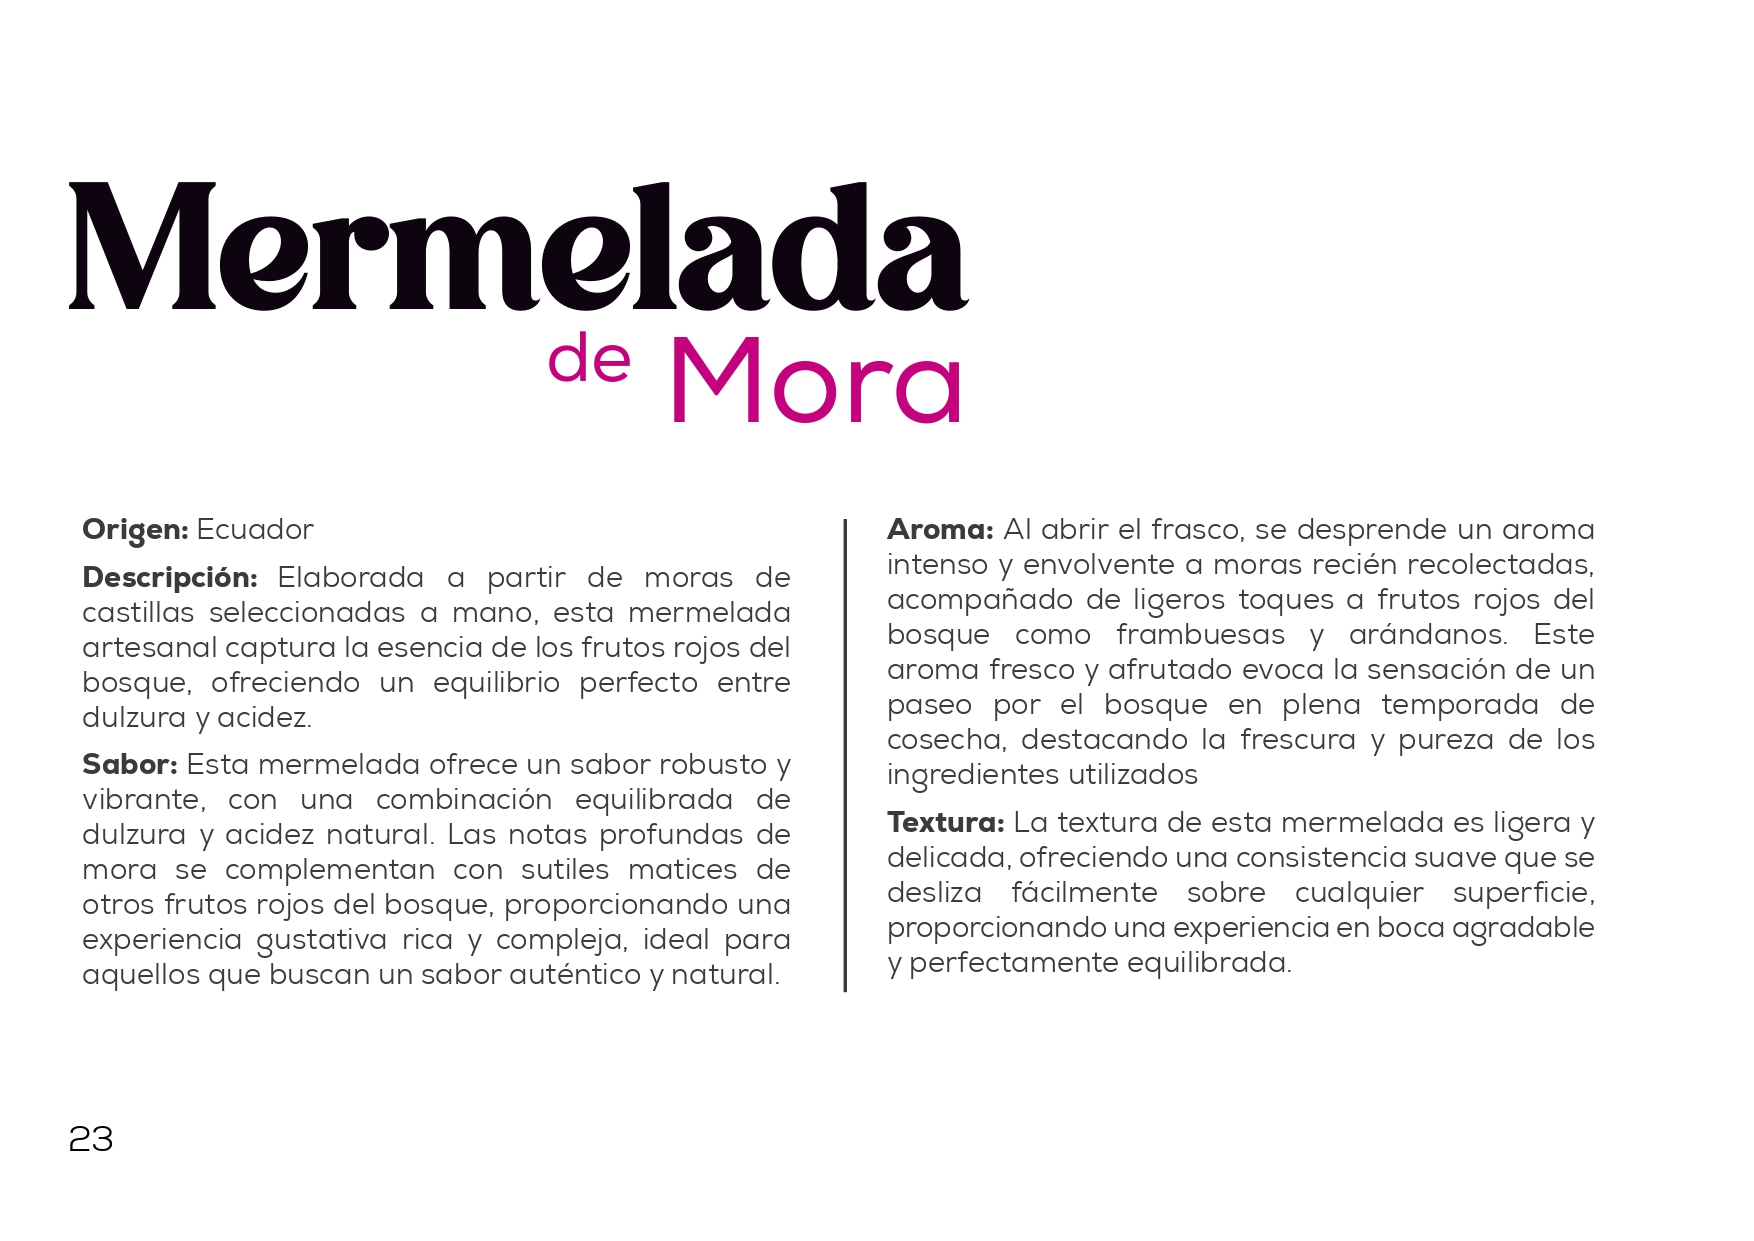 Mermelada
de Mora
Origen: Ecuador
Descripción: Elaborada a partir de moras de
castillas seleccionadas a mano, esta mermelada
artesanal captura la esencia de los frutos rojos del
bosque, ofreciendo un equilibrio perfecto entre
dulzura y acidez.
Sabor: Esta mermelada ofrece un sabor robusto y
vibrante, con una combinación equilibrada de
dulzura y acidez natural. Las notas profundas de
mora se complementan con sutiles matices de
otros frutos rojos del bosque, proporcionando una
experiencia gustativa rica y compleja, ideal para
aquellos que buscan un sabor auténtico y natural.
Aroma: Al abrir el frasco, se desprende un aroma
intenso y envolvente a moras recién recolectadas,
acompañado de ligeros toques a frutos rojos del
bosque como frambuesas y arándanos. Este
aroma fresco y afrutado evoca la sensación de un
paseo por el bosque en plena temporada de
cosecha, destacando la frescura y pureza de los
ingredientes utilizados
Textura: La textura de esta mermelada es ligera y
delicada, ofreciendo una consistencia suave que se
desliza fácilmente sobre cualquier superficie,
proporcionando una experiencia en boca agradable
y perfectamente equilibrada.
23